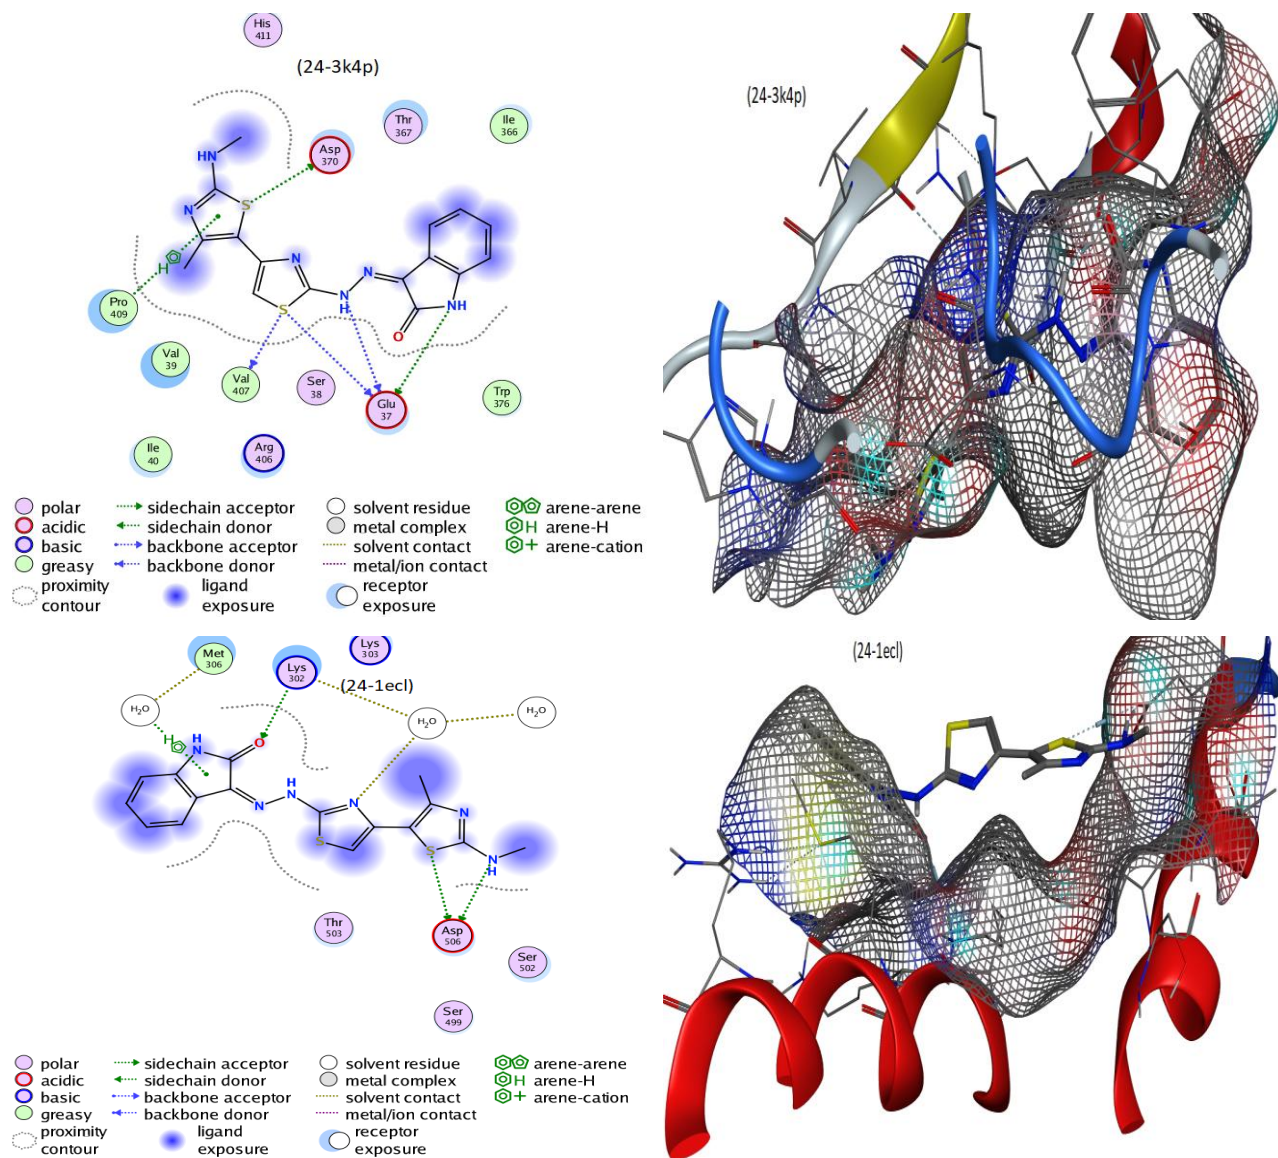 His
411
(24-3k4p)
Thr
367
Ile
366
Asp
370
HN
N
S
N
N
H
N
NH
S
N
H
O
Pro
409
Val
39
Val
407
Ser
38
Glu
37
Trp
376
Ile
40
Arg
406
polar
acidic
basic
greasy
proximity
contour
sidechain acceptor
sidechain donor
backbone acceptor
backbone donor
ligand
exposure
solvent residue
metal complex
solvent contact
metal/ion contact
receptor
exposure
arene-arene
H arene-H
+ arene-cation
(24-3k4p)
Met
306
Lys
302
Lys
303
(24-1ecl)
H₂O
H₂O
H₂O
H
NH
O
H
N
N
N
S
N
S
N
H
Thr
503
Asp
506
Ser
502
Ser
499
polar
acidic
basic
greasy
proximity
contour
sidechain acceptor
sidechain donor
backbone acceptor
backbone donor
ligand
exposure
solvent residue
metal complex
solvent contact
metal/ion contact
receptor
exposure
arene-arene
H arene-H
+ arene-cation
(24-1ecl)